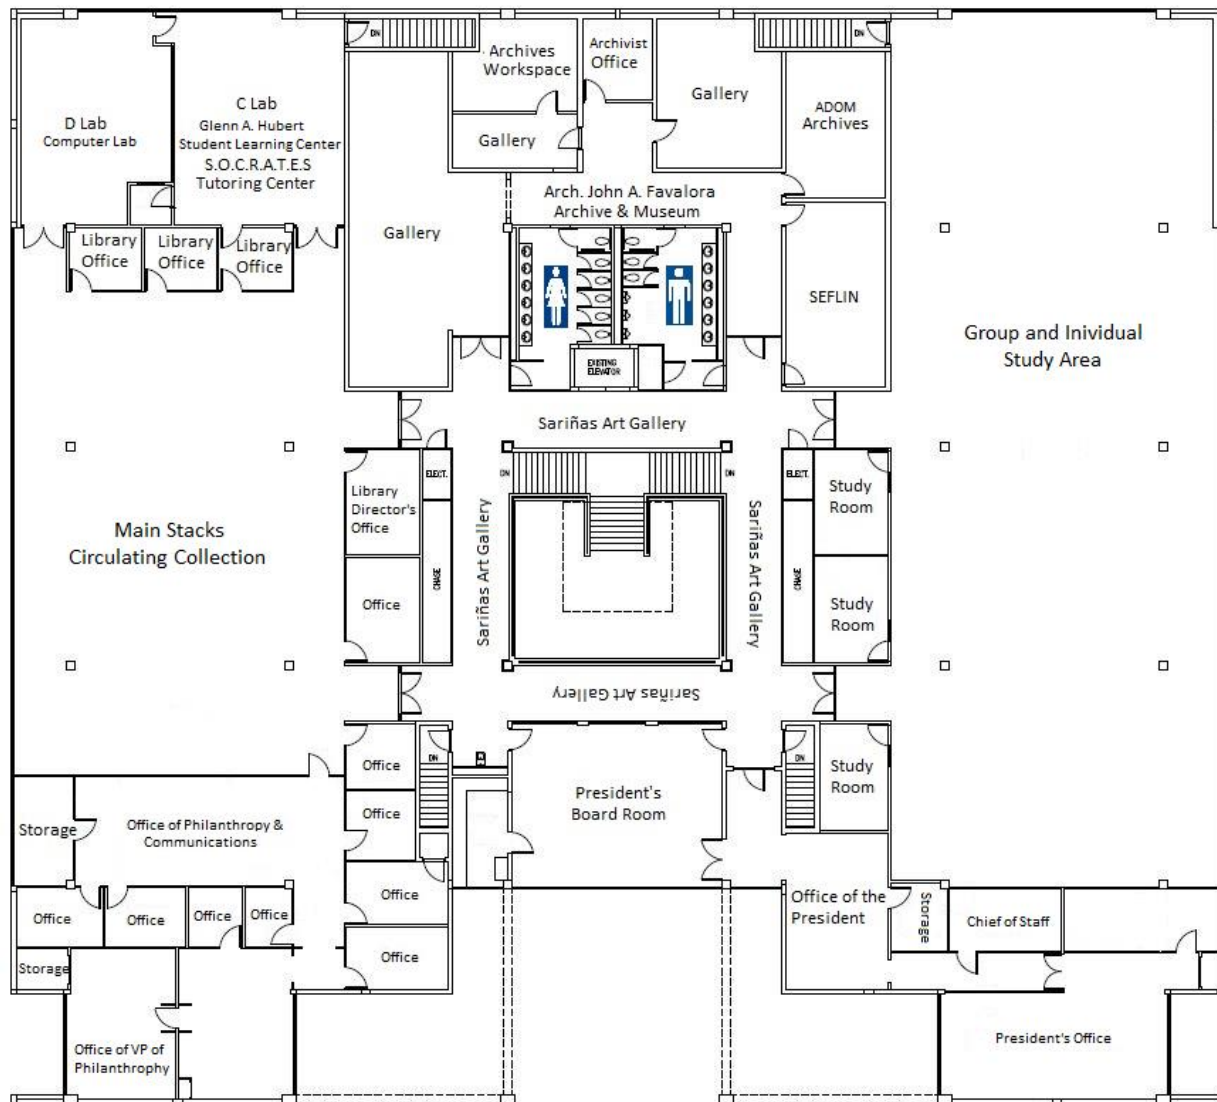 DN
DN
Archives
Workspace
Archivist
Office
Gallery
ADOM
Archives
D Lab
Computer Lab
C Lab
Glenn A. Hubert
Student Learning Center
S.O.C.R.A.T.E.S
Tutoring Center
Gallery
Arch. John A. Favalora
Archive & Museum
Gallery
Library
Office
Library
Office
Library
Office
SEFLIN
Group and Inividual
Study Area
EXISTING
ELEVATOR
Sariñas Art Gallery
DN
DN
ELECT.
ELECT.
Library
Director's
Office
Study
Room
Main Stacks
Circulating Collection
Sariñas Art Gallery
Sariñas Art Gallery
CHASE
CHASE
Office
Study
Room
Sariñas Art Gallery
DN
DN
Office
Study
Room
President's
Board Room
Office
Storage
Office of Philanthropy &
Communications
Office
Office
Office
Office
Office
Office of the
President
Storage
Chief of Staff
Office
Storage
Office of VP of
Philanthrophy
President's Office